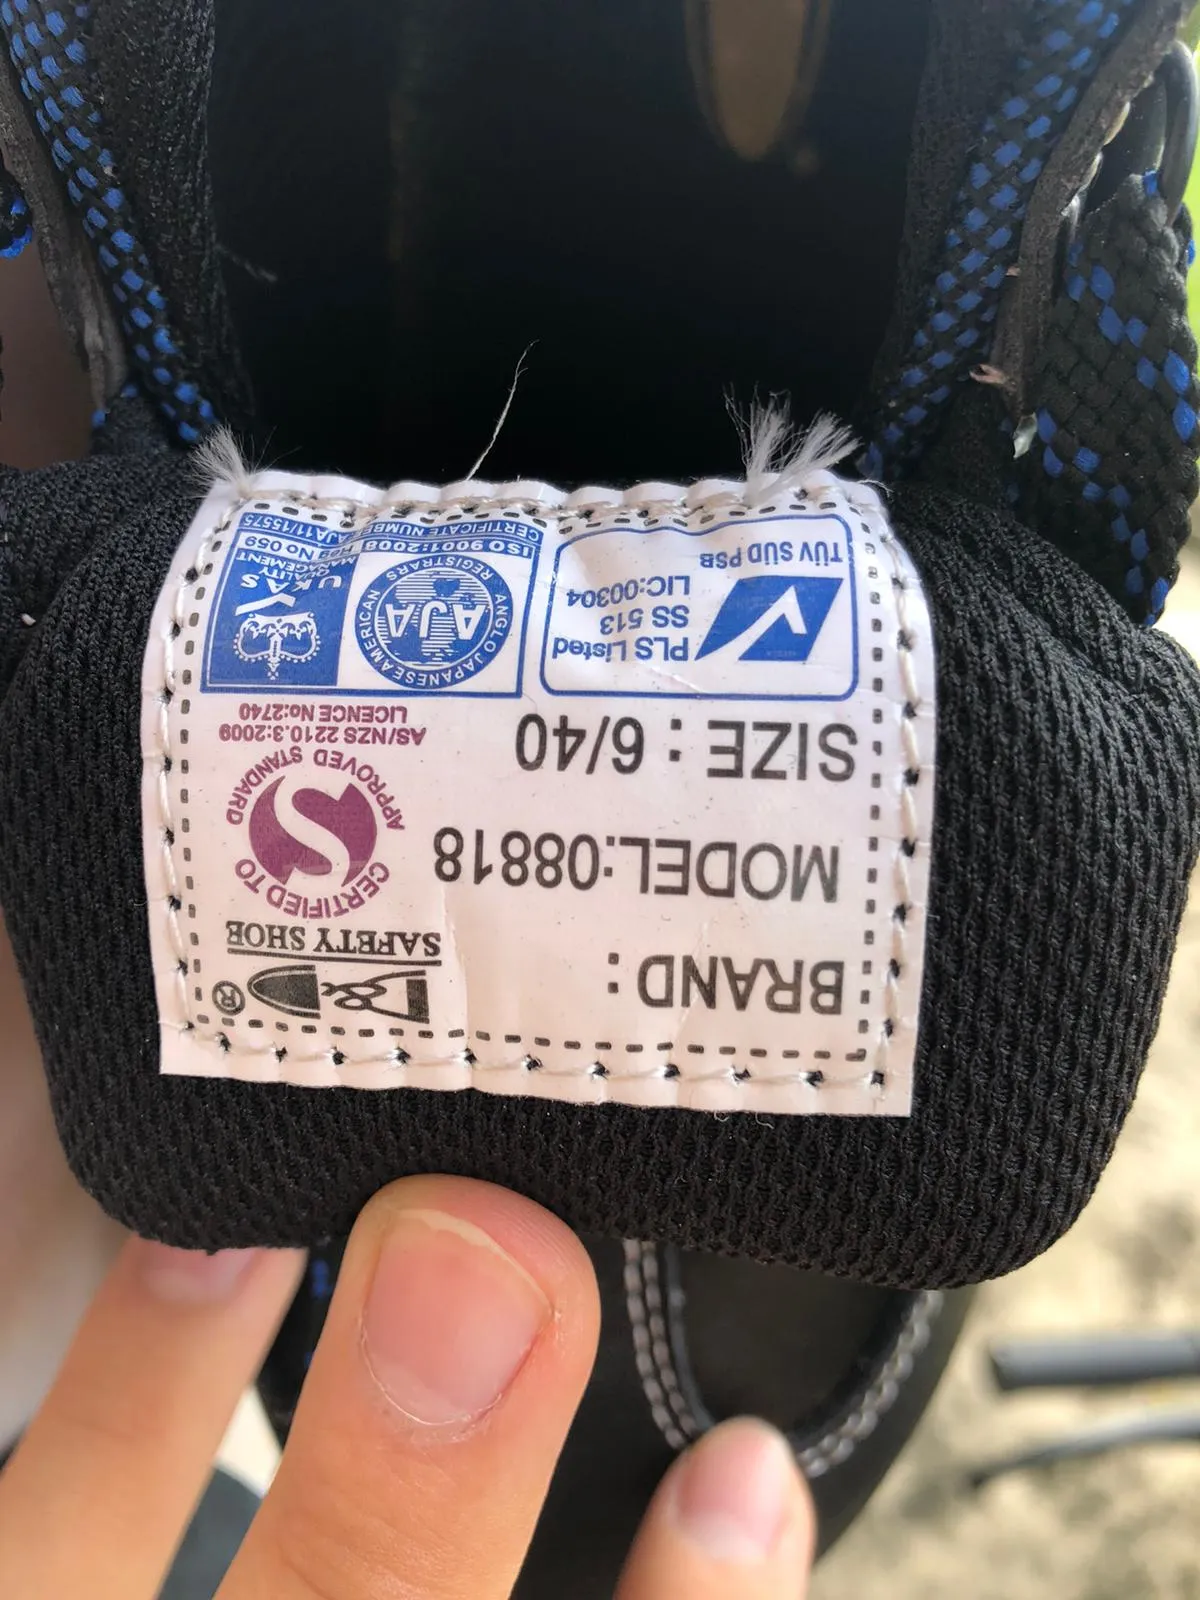 BRAND :
SAFETY SHOE
®
MODEL:08818
CERTIFIED TO
S
APPROVED STANDARD
SIZE : 6/40
AS/NZS 2210.3:2009
LICENCE No:2740
PLS Listed
SS 513
LIC:00304
TÜV SÜD PSB
ANGLO JAPANESE AMERICAN
REGISTRARS
AJA
UKAS
QUALITY
MANAGEMENT
No 059
ISO 9001:2008
CERTIFICATE NUMBER AJA11/15575